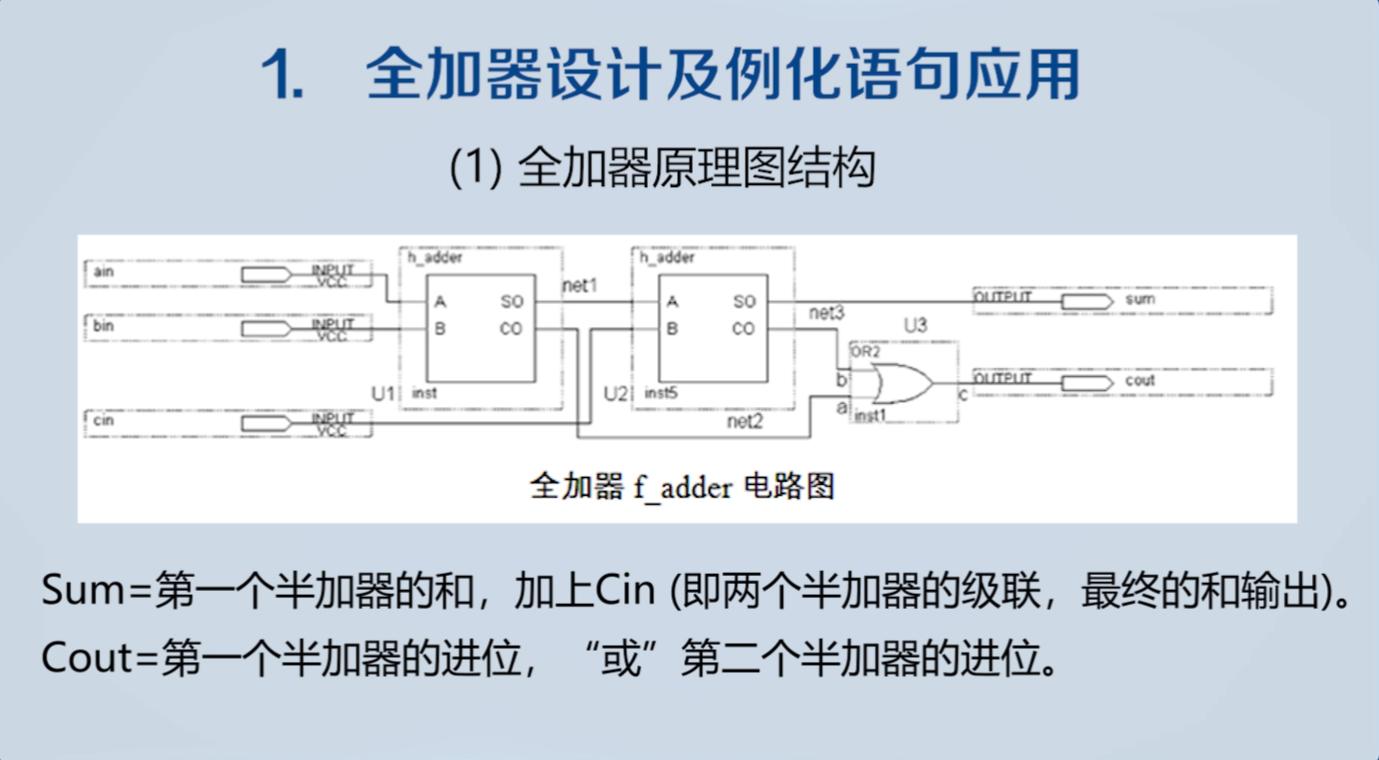 1. 全加器设计及例化语句应用
(1) 全加器原理图结构
h_adder h_adder
ain INPUT VCC
net1
A SO A SO
OUTPUT sum
bin INPUT VCC
B CO B CO
net3
U3
OR2
b
OUTPUT cout
U1 inst U2 inst5
a
c
cin INPUT VCC
net2
inst1
全加器 f_adder 电路图
Sum=第一个半加器的和，加上Cin (即两个半加器的级联，最终的和输出)。
Cout=第一个半加器的进位，“或”第二个半加器的进位。